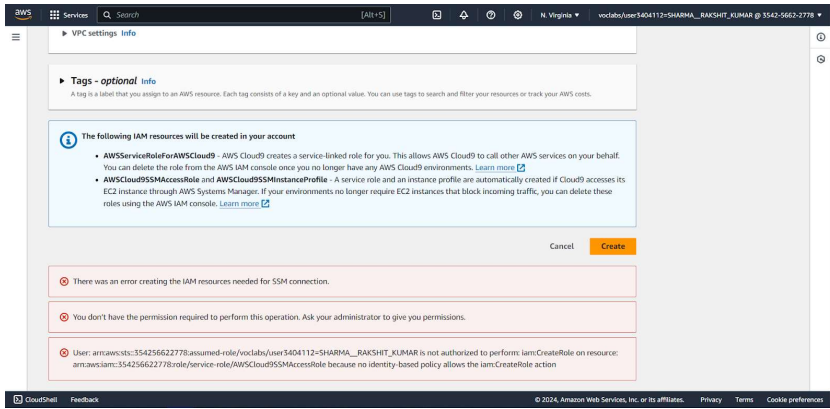 aws
Services
Search
[Alt+S]
N. Virginia
voclabs/user3404112=SHARMA__RAKSHIT_KUMAR @ 3542-5662-2778
VPC settings Info
Tags - optional Info
A tag is a label that you assign to an AWS resource. Each tag consists of a key and an optional value. You can use tags to search and filter your resources or track your AWS costs.
The following IAM resources will be created in your account
• AWSServiceRoleForAWSCloud9 - AWS Cloud9 creates a service-linked role for you. This allows AWS Cloud9 to call other AWS services on your behalf.
You can delete the role from the AWS IAM console once you no longer have any AWS Cloud9 environments. Learn more
• AWSCloud9SSMAccessRole and AWSCloud9SSMInstanceProfile - A service role and an instance profile are automatically created if Cloud9 accesses its
EC2 instance through AWS Systems Manager. If your environments no longer require EC2 instances that block incoming traffic, you can delete these
roles using the AWS IAM console. Learn more
Cancel
Create
There was an error creating the IAM resources needed for SSM connection.
You don't have the permission required to perform this operation. Ask your administrator to give you permissions.
User: arn:aws:sts::354256622778:assumed-role/voclabs/user3404112=SHARMA__RAKSHIT_KUMAR is not authorized to perform: iam:CreateRole on resource:
arn:aws:iam::354256622778:role/service-role/AWSCloud9SSMAccessRole because no identity-based policy allows the iam:CreateRole action
CloudShell
Feedback
© 2024, Amazon Web Services, Inc. or its affiliates.
Privacy
Terms
Cookie preferences